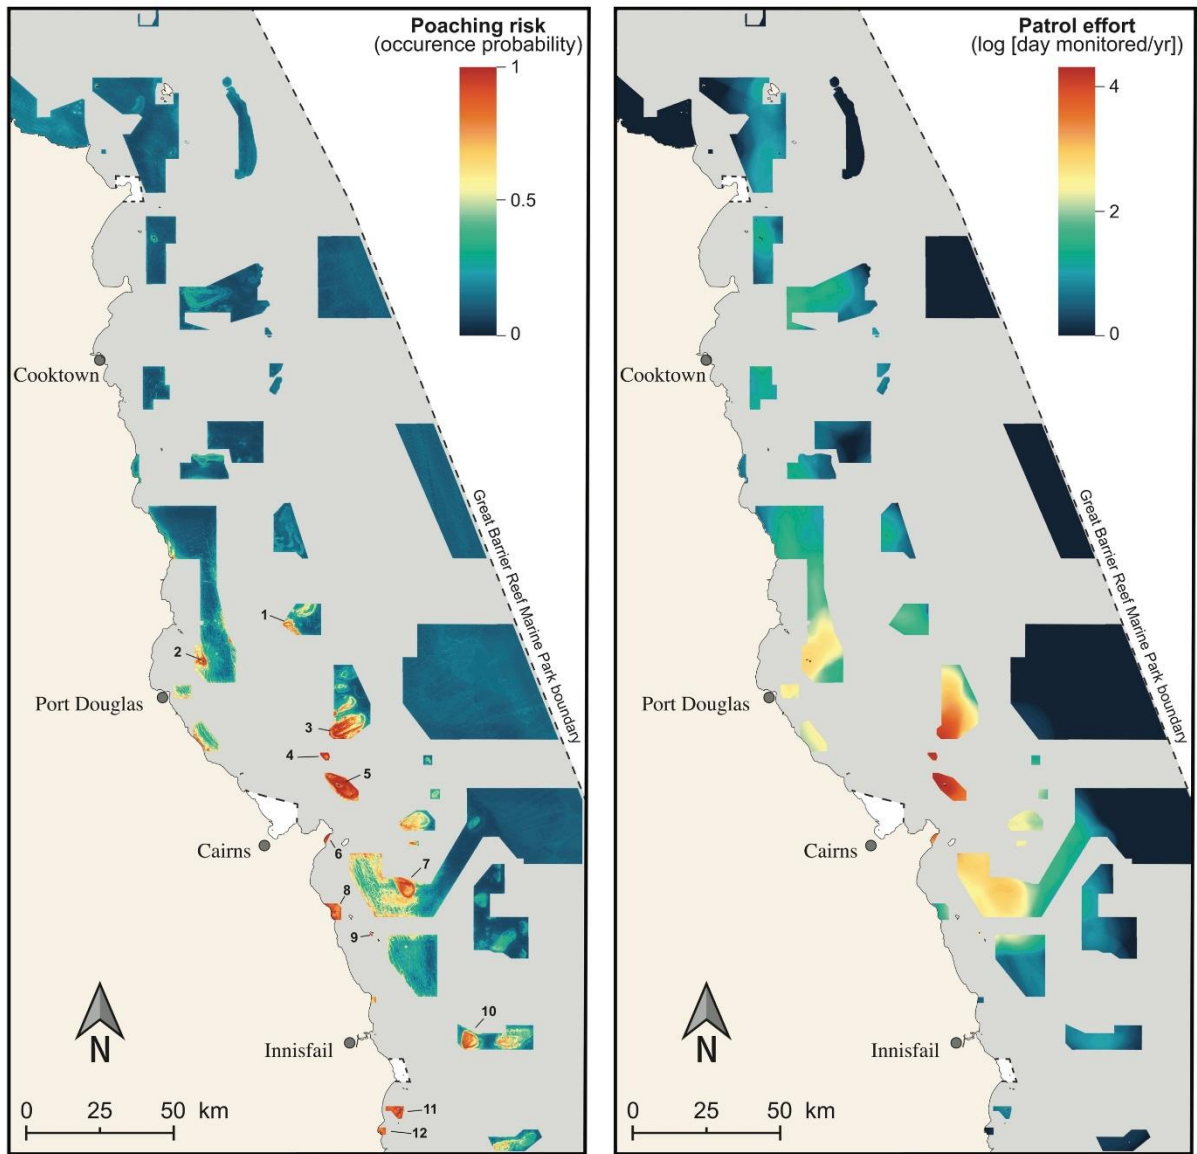 Poaching risk
(occurence probability)
1
0.5
0
Cooktown
Great Barrier Reef Marine Park boundary
1
2
Port Douglas
3
4
5
Cairns
6
7
8
9
10
Innisfail
N
11
12
0 25 50 km
Patrol effort
(log [day monitored/yr])
4
2
0
Cooktown
Great Barrier Reef Marine Park boundary
Port Douglas
Cairns
Innisfail
N
0 25 50 km